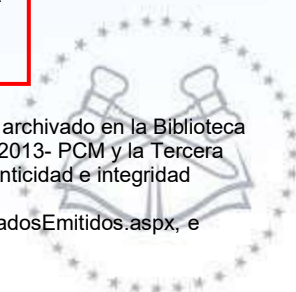 archivado en la Biblioteca
2013- PCM y la Tercera
nticidad e integridad
adosEmitidos.aspx, e